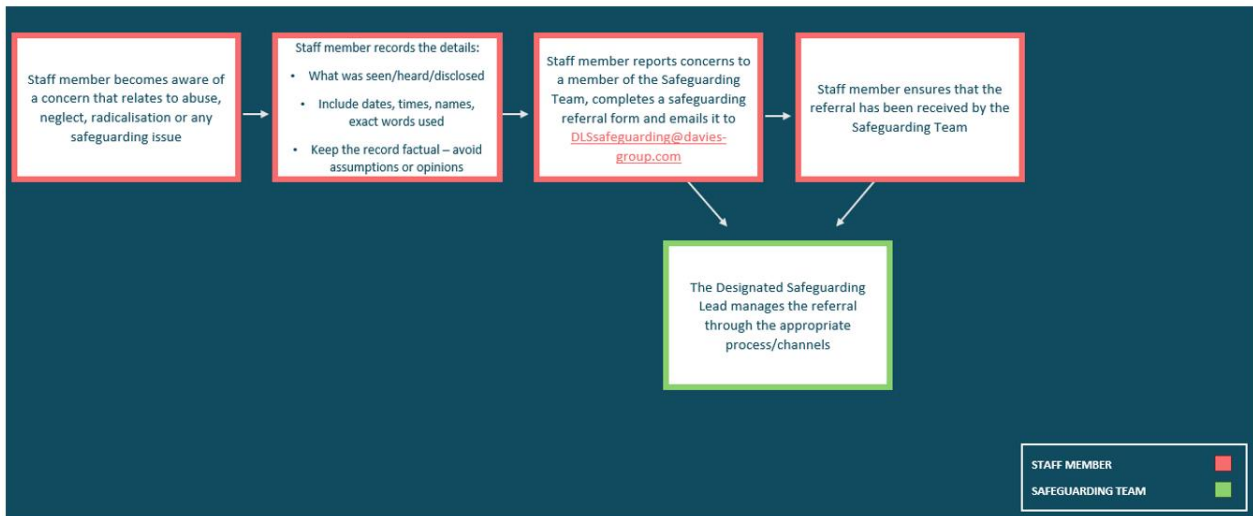 Staff member becomes aware of
a concern that relates to abuse,
neglect, radicalisation or any
safeguarding issue
Staff member records the details:
• What was seen/heard/disclosed
• Include dates, times, names,
exact words used
• Keep the record factual – avoid
assumptions or opinions
Staff member reports concerns to
a member of the Safeguarding
Team, completes a safeguarding
referral form and emails it to
DLSsafeguarding@davies-
group.com
Staff member ensures that the
referral has been received by the
Safeguarding Team
The Designated Safeguarding
Lead manages the referral
through the appropriate
process/channels
STAFF MEMBER
SAFEGUARDING TEAM